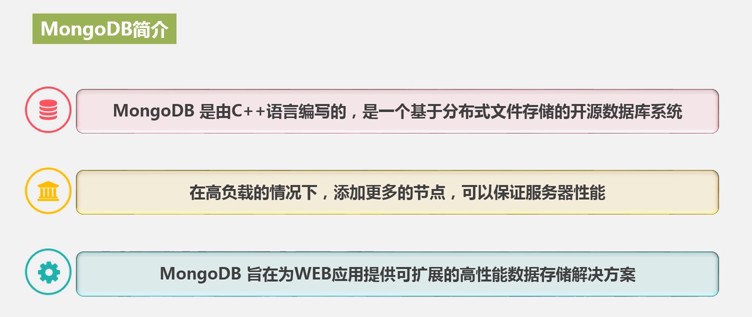 MongoDB简介
MongoDB 是由C++语言编写的，是一个基于分布式文件存储的开源数据库系统
在高负载的情况下，添加更多的节点，可以保证服务器性能
MongoDB 旨在为WEB应用提供可扩展的高性能数据存储解决方案